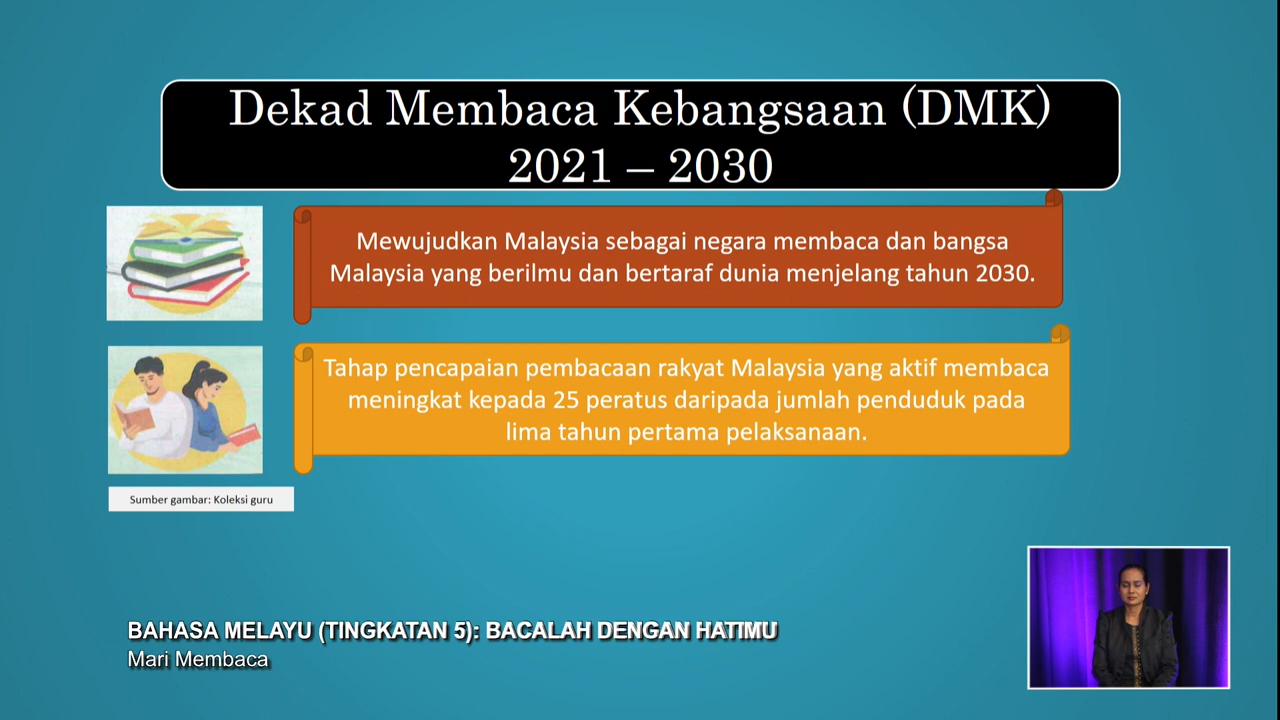 Dekad Membaca Kebangsaan (DMK)
2021 – 2030
Mewujudkan Malaysia sebagai negara membaca dan bangsa
Malaysia yang berilmu dan bertaraf dunia menjelang tahun 2030.
Tahap pencapaian pembacaan rakyat Malaysia yang aktif membaca
meningkat kepada 25 peratus daripada jumlah penduduk pada
lima tahun pertama pelaksanaan.
Sumber gambar: Koleksi guru
BAHASA MELAYU (TINGKATAN 5): BACALAH DENGAN HATIMU
Mari Membaca